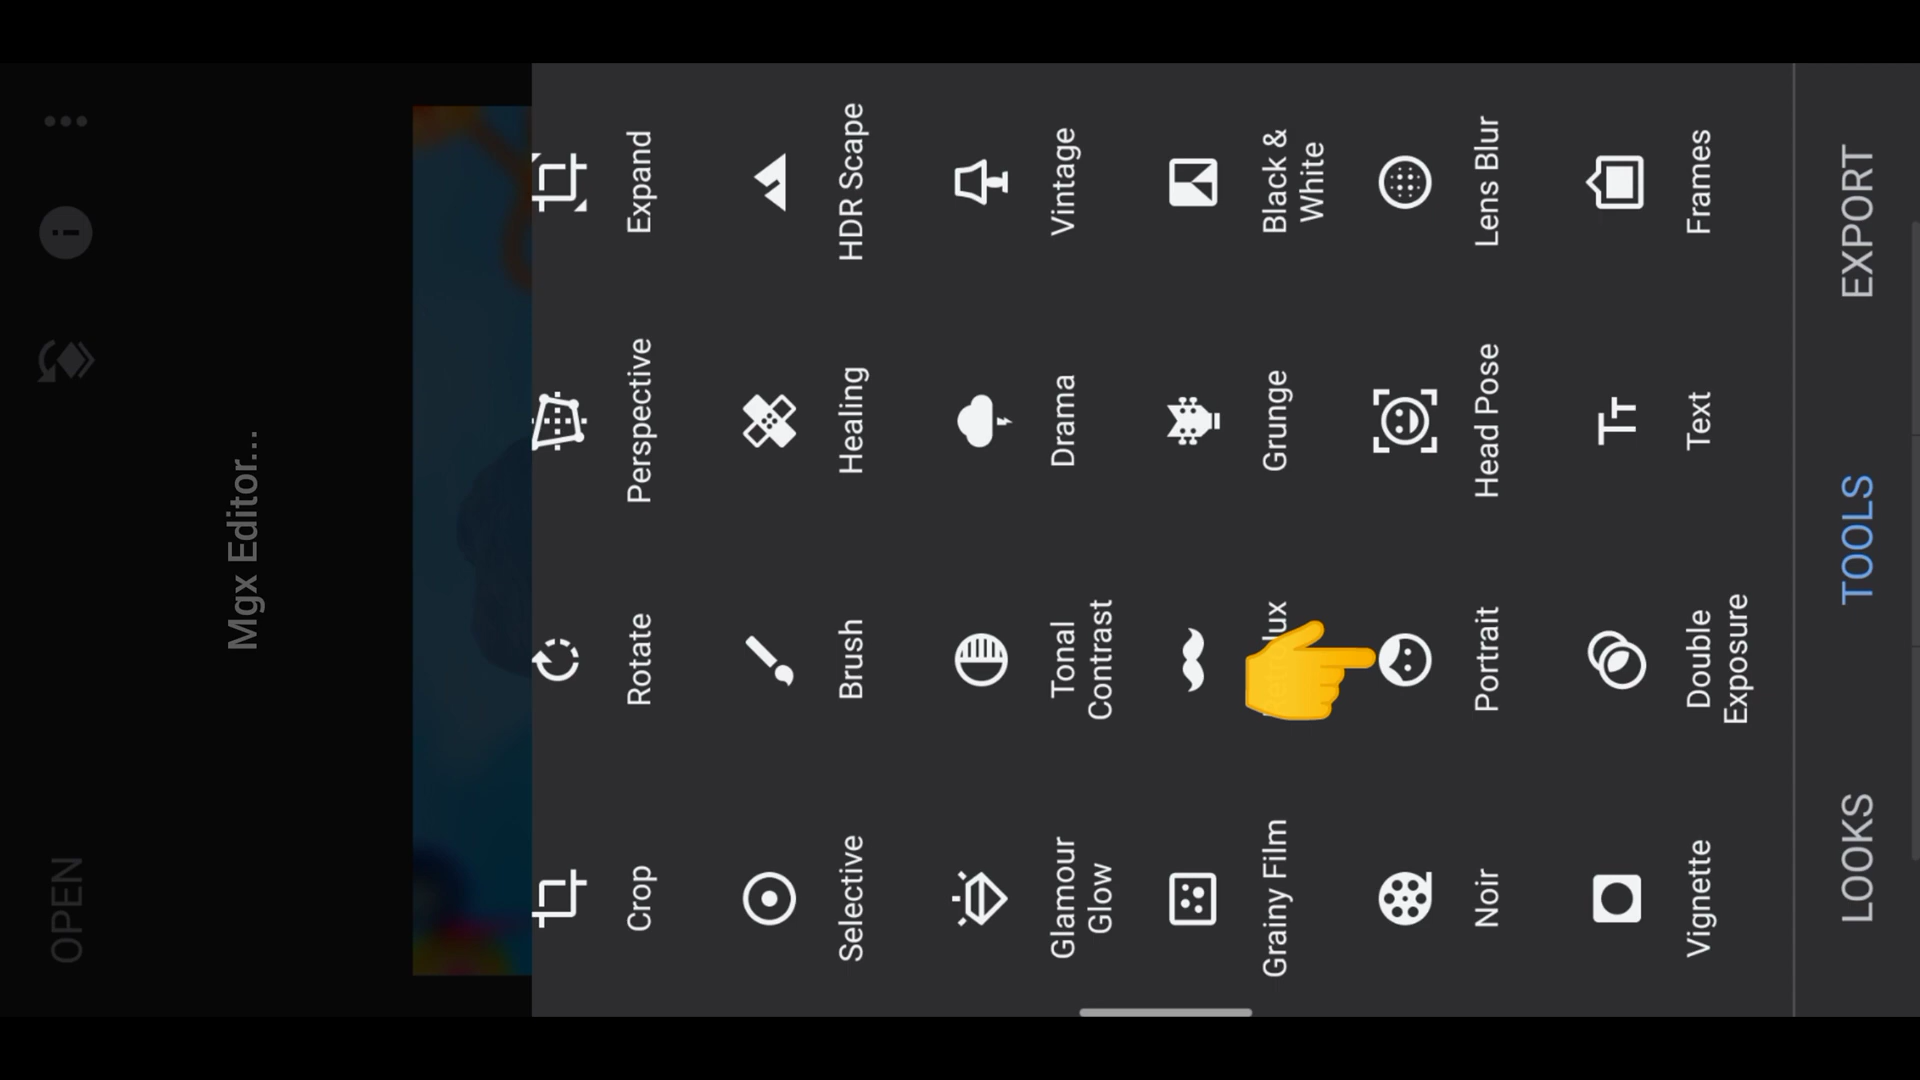 OPEN
Mgx Editor...
Crop
Rotate
Perspective
Expand
Selective
Brush
Healing
HDR Scape
Glamour
Glow
Tonal
Contrast
Drama
Vintage
Grainy Film
Grunge
Black &
White
Noir
Portrait
Head Pose
Lens Blur
Vignette
Double
Exposure
Text
Frames
LOOKS
TOOLS
EXPORT